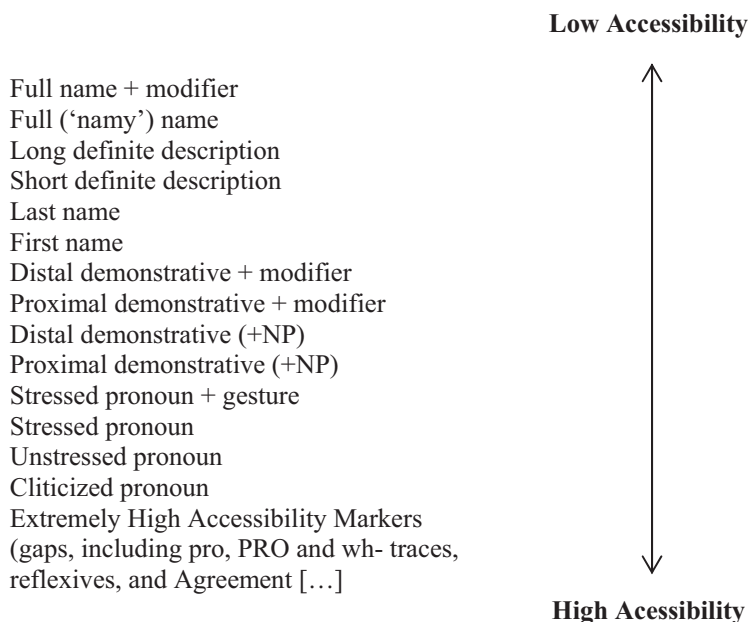 Low Accessibility
Full name + modifier
Full (‘namy’) name
Long definite description
Short definite description
Last name
First name
Distal demonstrative + modifier
Proximal demonstrative + modifier
Distal demonstrative (+NP)
Proximal demonstrative (+NP)
Stressed pronoun + gesture
Stressed pronoun
Unstressed pronoun
Cliticized pronoun
Extremely High Accessibility Markers
(gaps, including pro, PRO and wh- traces,
reflexives, and Agreement […]
High Acessibility